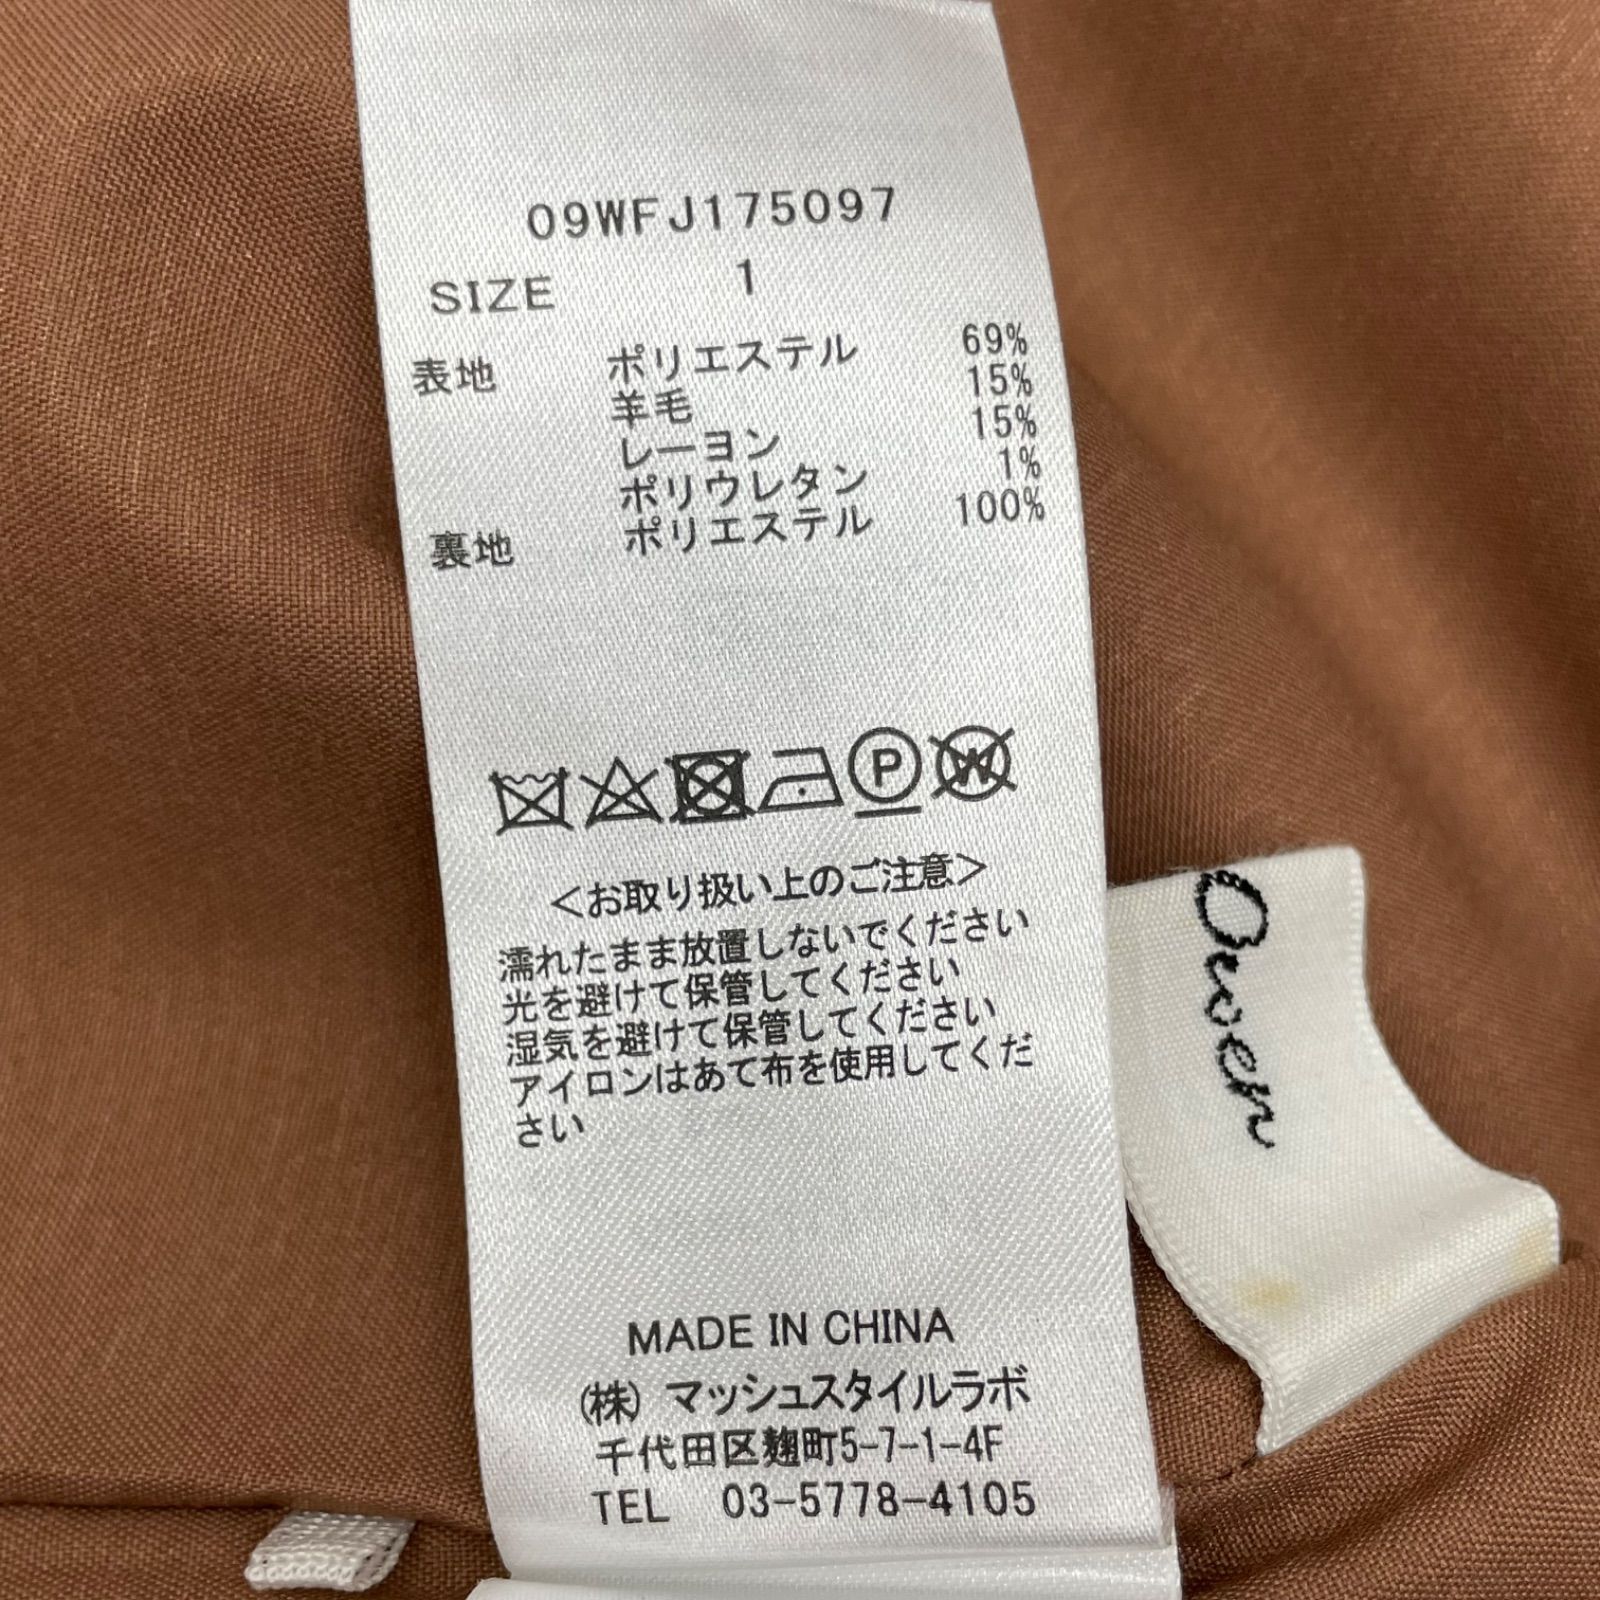 09WFJ175097
SIZE 1
表地 ポリエステル 69%
羊毛 15%
レーヨン 15%
ポリウレタン 1%
裏地 ポリエステル 100%
P W
<お取り扱い上のご注意>
濡れたまま放置しないでください
光を避けて保管してください
湿気を避けて保管してください
アイロンはあて布を使用してくだ
さい
MADE IN CHINA
(株) マッシュスタイルラボ
千代田区麹町5-7-1-4F
TEL 03-5778-4105